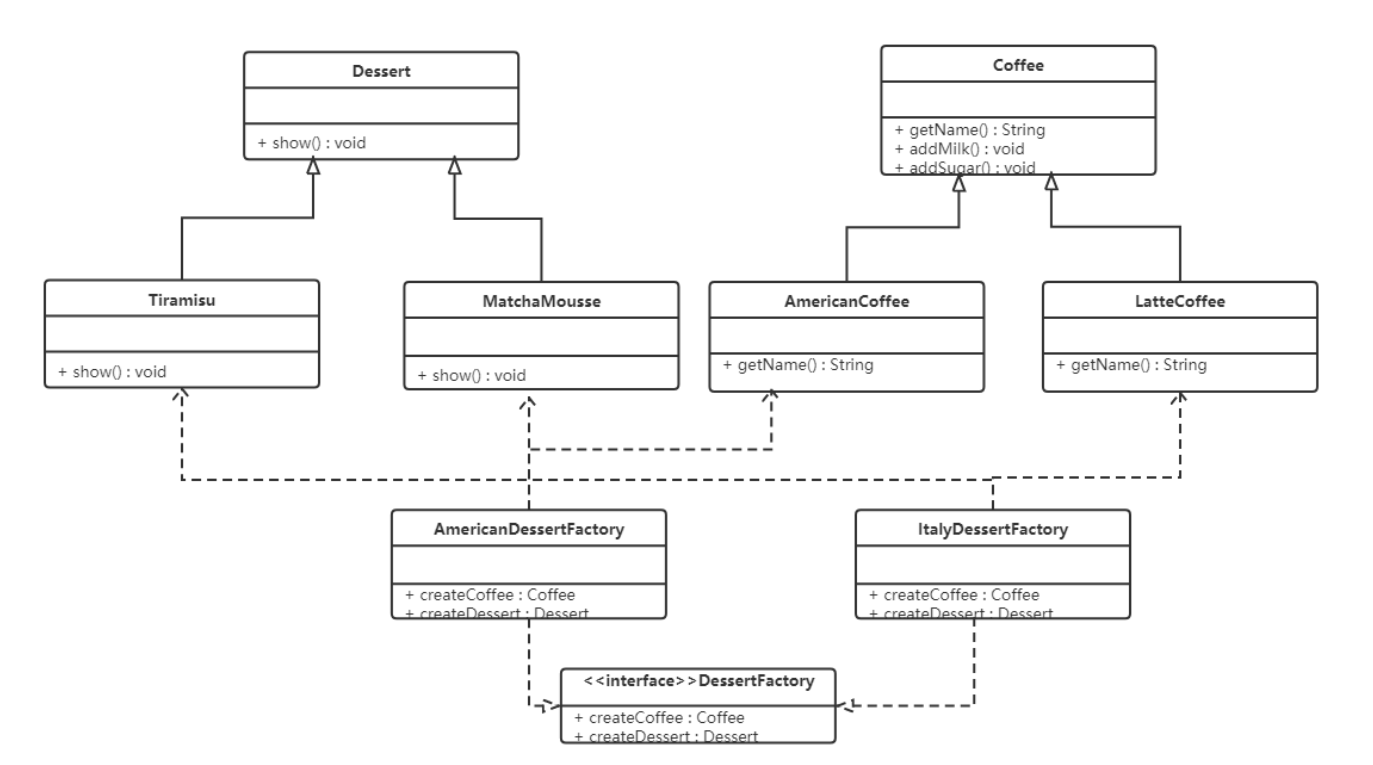 Dessert
+ show() : void
Coffee
+ getName() : String
+ addMilk() : void
+ addSugar() : void
Tiramisu
+ show() : void
MatchaMousse
+ show() : void
AmericanCoffee
+ getName() : String
LatteCoffee
+ getName() : String
AmericanDessertFactory
+ createCoffee : Coffee
+ createDessert : Dessert
ItalyDessertFactory
+ createCoffee : Coffee
+ createDessert : Dessert
<<interface>>DessertFactory
+ createCoffee : Coffee
+ createDessert : Dessert